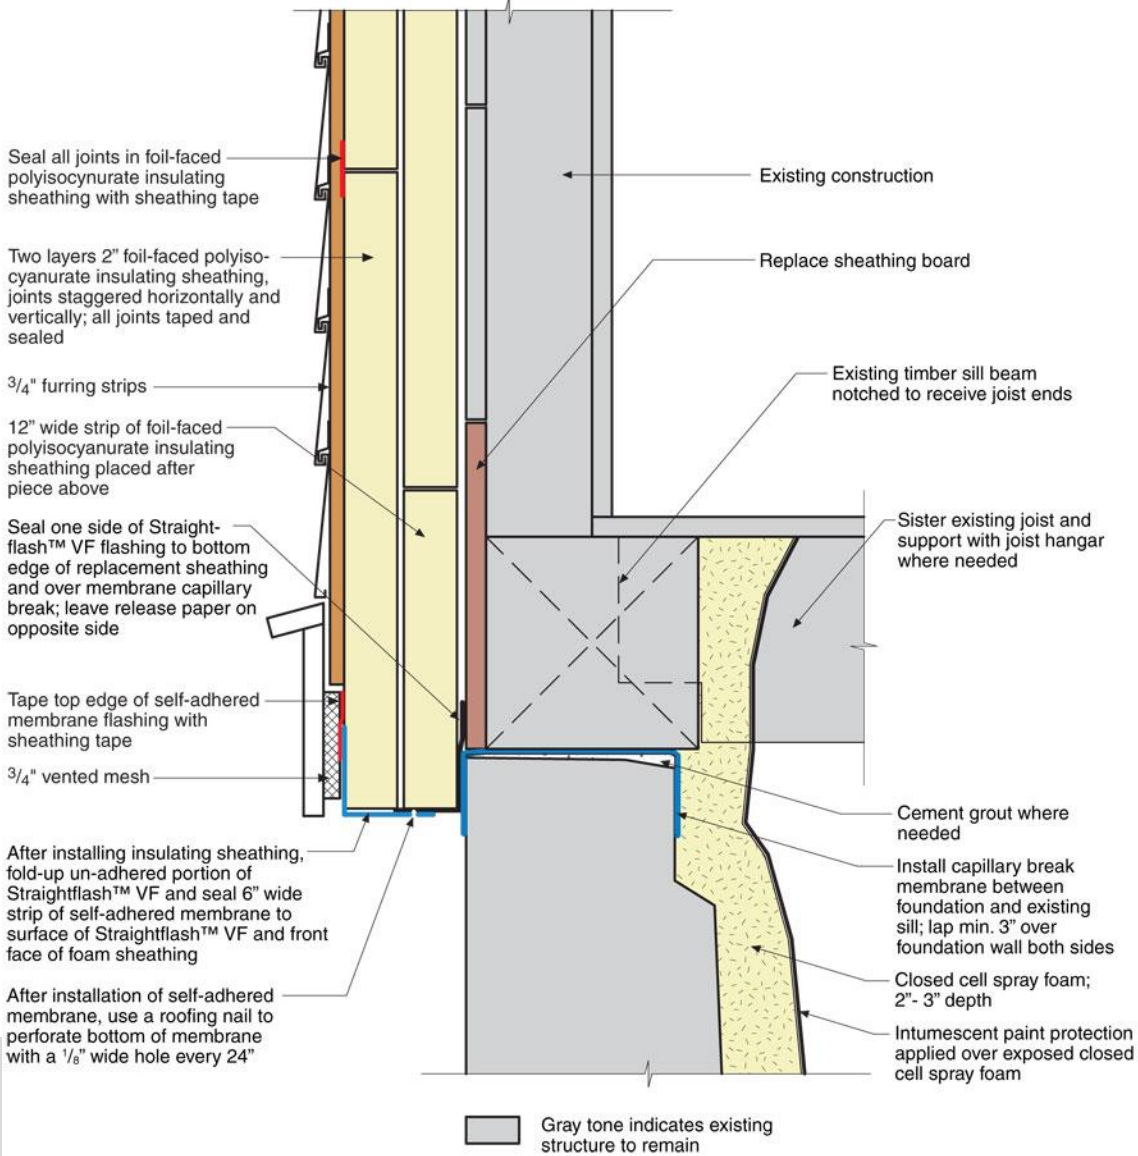 Seal all joints in foil-faced
polyisocynurate insulating
sheathing with sheathing tape
Two layers 2” foil-faced polyiso-
cyanurate insulating sheathing,
joints staggered horizontally and
vertically; all joints taped and
sealed
3/4" furring strips
12” wide strip of foil-faced
polyisocyanurate insulating
sheathing placed after
piece above
Seal one side of Straight-
flash™ VF flashing to bottom
edge of replacement sheathing
and over membrane capillary
break; leave release paper on
opposite side
Tape top edge of self-adhered
membrane flashing with
sheathing tape
3/4" vented mesh
After installing insulating sheathing,
fold-up un-adhered portion of
Straightflash™ VF and seal 6” wide
strip of self-adhered membrane to
surface of Straightflash™ VF and front
face of foam sheathing
After installation of self-adhered
membrane, use a roofing nail to
perforate bottom of membrane
with a 1/8” wide hole every 24”
Existing construction
Replace sheathing board
Existing timber sill beam
notched to receive joist ends
Sister existing joist and
support with joist hangar
where needed
Cement grout where
needed
Install capillary break
membrane between
foundation and existing
sill; lap min. 3” over
foundation wall both sides
Closed cell spray foam;
2”- 3” depth
Intumescent paint protection
applied over exposed closed
cell spray foam
Gray tone indicates existing
structure to remain